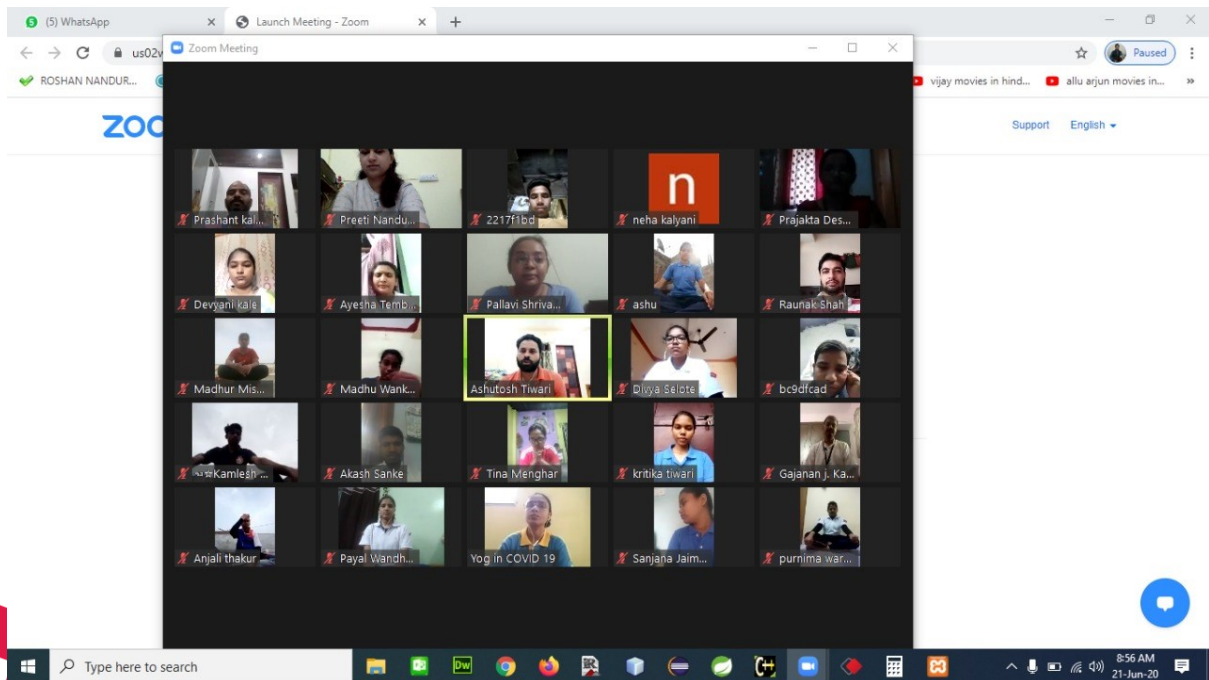 (5) WhatsApp
Launch Meeting - Zoom
us02v
Zoom Meeting
Paused
ROSHAN NANDUR...
vijay movies in hind...
allu arjun movies in...
ZOO
Support English
n
Prashant kal... Preeti Nandu... 2217f1bd neha kalyani Prajakta Des...
Devyani kale Ayesha Temb... Pallavi Shriva... ashu Raunak Shah
Madhur Mis... Madhu Wank... Ashutosh Tiwari Divya Selote bc9dfcad
Kamlesh ... Akash Sanke Tina Menghar kritika tiwari Gajanan j. Ka...
Anjali thakur Payal Wandh... Yog in COVID 19 Sanjana Jaim... purnima war...
Type here to search
Dw
8:56 AM
21-Jun-20